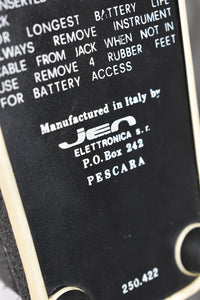 INSERTED
FOR LONGEST BATTERY LIFE
ALWAYS REMOVE INSTRUMENT
CABLE FROM JACK WHEN NOT IN
USE REMOVE 4 RUBBER FEET
FOR BATTERY ACCESS
Manufactured in Italy by
JEN
ELETTRONICA s.r.
P.O.Box 242
PESCARA
250.422